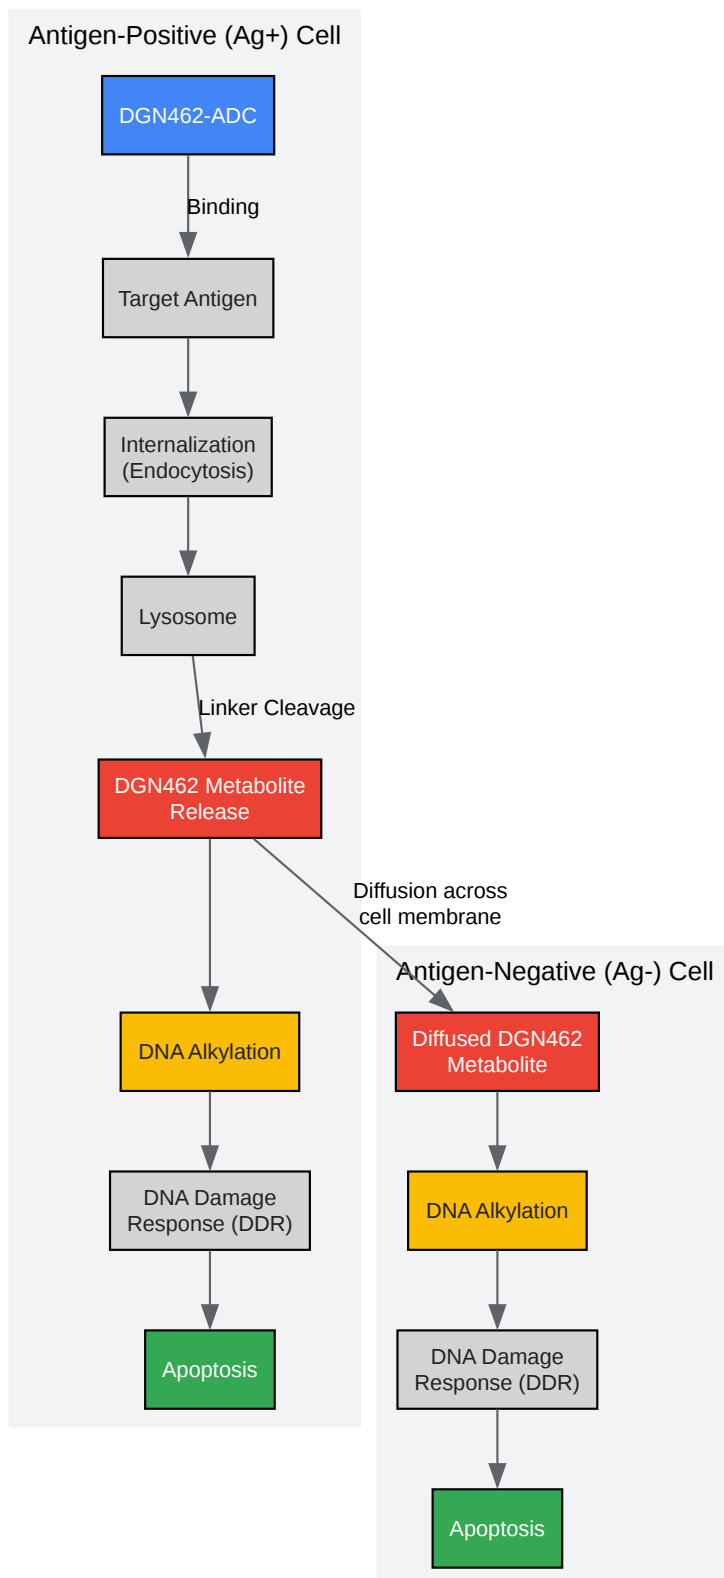 Antigen-Positive (Ag+) Cell
DGN462-ADC
Binding
Target Antigen
Internalization
(Endocytosis)
Lysosome
Linker Cleavage
DGN462 Metabolite
Release
Diffusion across
cell membrane
DNA Alkylation
DNA Damage
Response (DDR)
Apoptosis
Antigen-Negative (Ag-) Cell
Diffused DGN462
Metabolite
DNA Alkylation
DNA Damage
Response (DDR)
Apoptosis